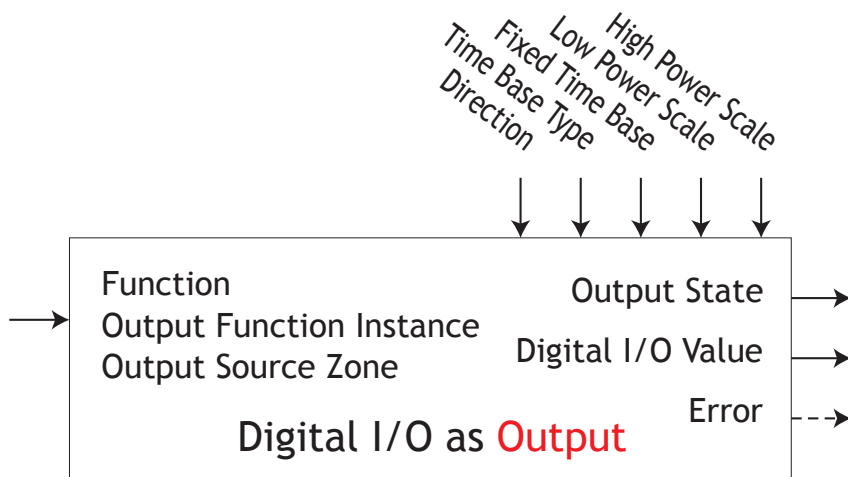 High Power Scale
Low Power Scale
Fixed Time Base
Time Base Type
Direction
Function
Output Function Instance
Output Source Zone
Output State
Digital I/O Value
Error
Digital I/O as Output